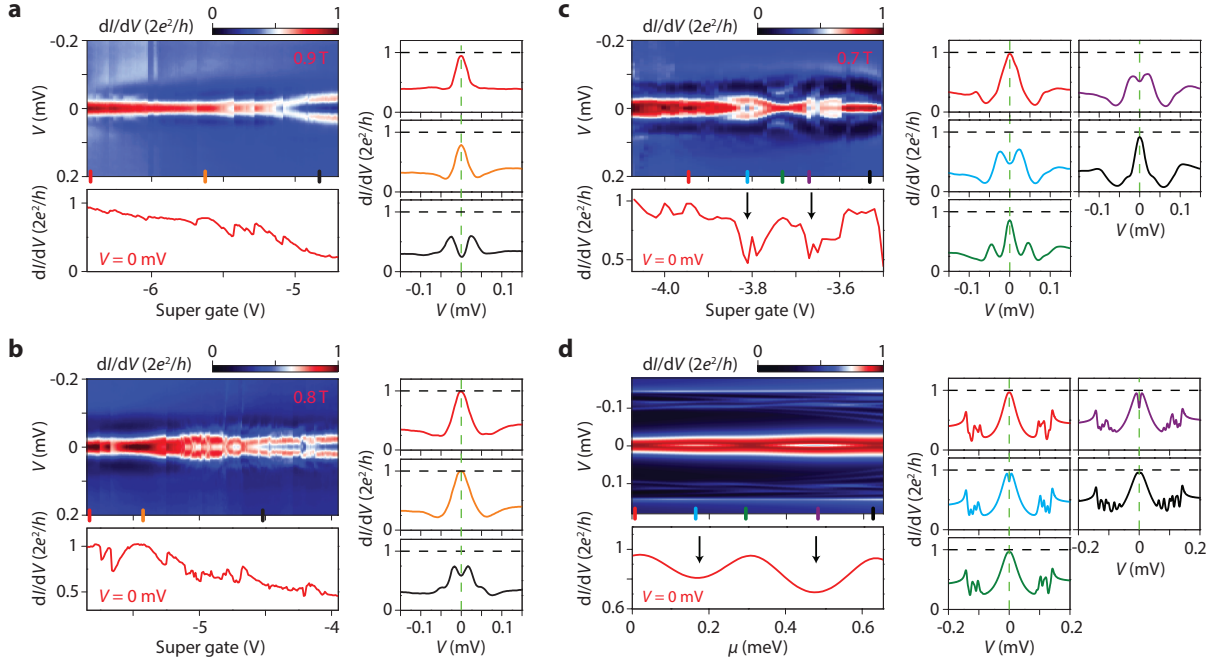 a
dI/dV (2e²/h)
0
1
-0.2
0
0.2
V (mV)
0.9 T
1
0
dI/dV (2e²/h)
V = 0 mV
-6
-5
Super gate (V)
1
0
1
0
1
0
dI/dV (2e²/h)
-0.1
0
0.1
V (mV)
b
dI/dV (2e²/h)
0
1
-0.2
0
0.2
V (mV)
0.8 T
1
0.5
dI/dV (2e²/h)
V = 0 mV
-5
-4
Super gate (V)
1
0
1
0
1
0
dI/dV (2e²/h)
-0.1
0
0.1
V (mV)
c
dI/dV (2e²/h)
0
1
-0.2
0
0.2
V (mV)
0.7 T
1
0.5
dI/dV (2e²/h)
V = 0 mV
-4.0
-3.8
-3.6
Super gate (V)
1
0
1
0
1
0
dI/dV (2e²/h)
-0.1
0
0.1
V (mV)
1
0
1
0
dI/dV (2e²/h)
-0.1
0
0.1
V (mV)
d
dI/dV (2e²/h)
0
1
-0.1
0
0.1
V (mV)
1
0.6
dI/dV (2e²/h)
V = 0 mV
0
0.2
0.4
0.6
μ (meV)
1
0
1
0
1
0
dI/dV (2e²/h)
-0.2
0
0.2
V (mV)
1
0
1
0
dI/dV (2e²/h)
-0.2
0
0.2
V (mV)